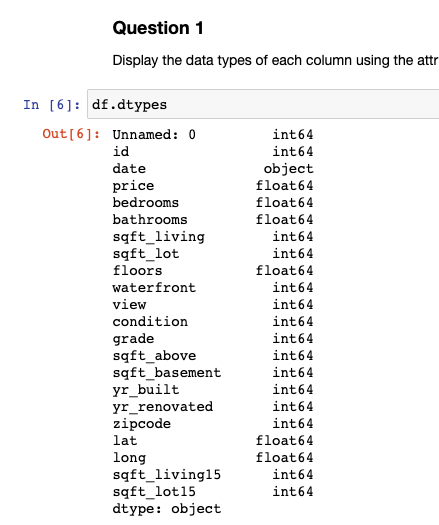 Question 1
Display the data types of each column using the attr
In [6]: df.dtypes
Out[6]: Unnamed: 0 int64
id int64
date object
price float64
bedrooms float64
bathrooms float64
sqft_living int64
sqft_lot int64
floors float64
waterfront int64
view int64
condition int64
grade int64
sqft_above int64
sqft_basement int64
yr_built int64
yr_renovated int64
zipcode int64
lat float64
long float64
sqft_living15 int64
sqft_lot15 int64
dtype: object